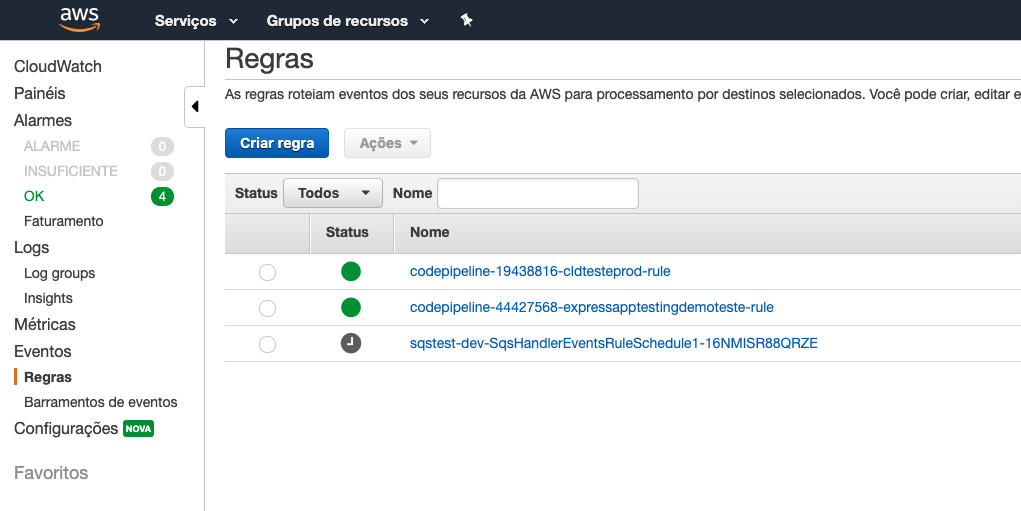 aws Serviços Grupos de recursos
CloudWatch
Painéis
Alarmes
ALARME 0
INSUFICIENTE 0
OK 4
Faturamento
Logs
Log groups
Insights
Métricas
Eventos
Regras
Barramentos de eventos
Configurações NOVA
Favoritos
Regras
As regras roteiam eventos dos seus recursos da AWS para processamento por destinos selecionados. Você pode criar, editar e
Criar regra Ações
Status Todos Nome
Status Nome
codepipeline-19438816-cldtesteprod-rule
codepipeline-44427568-expressapptestingdemoteste-rule
sqstest-dev-SqsHandlerEventsRuleSchedule1-16NMISR88QRZE